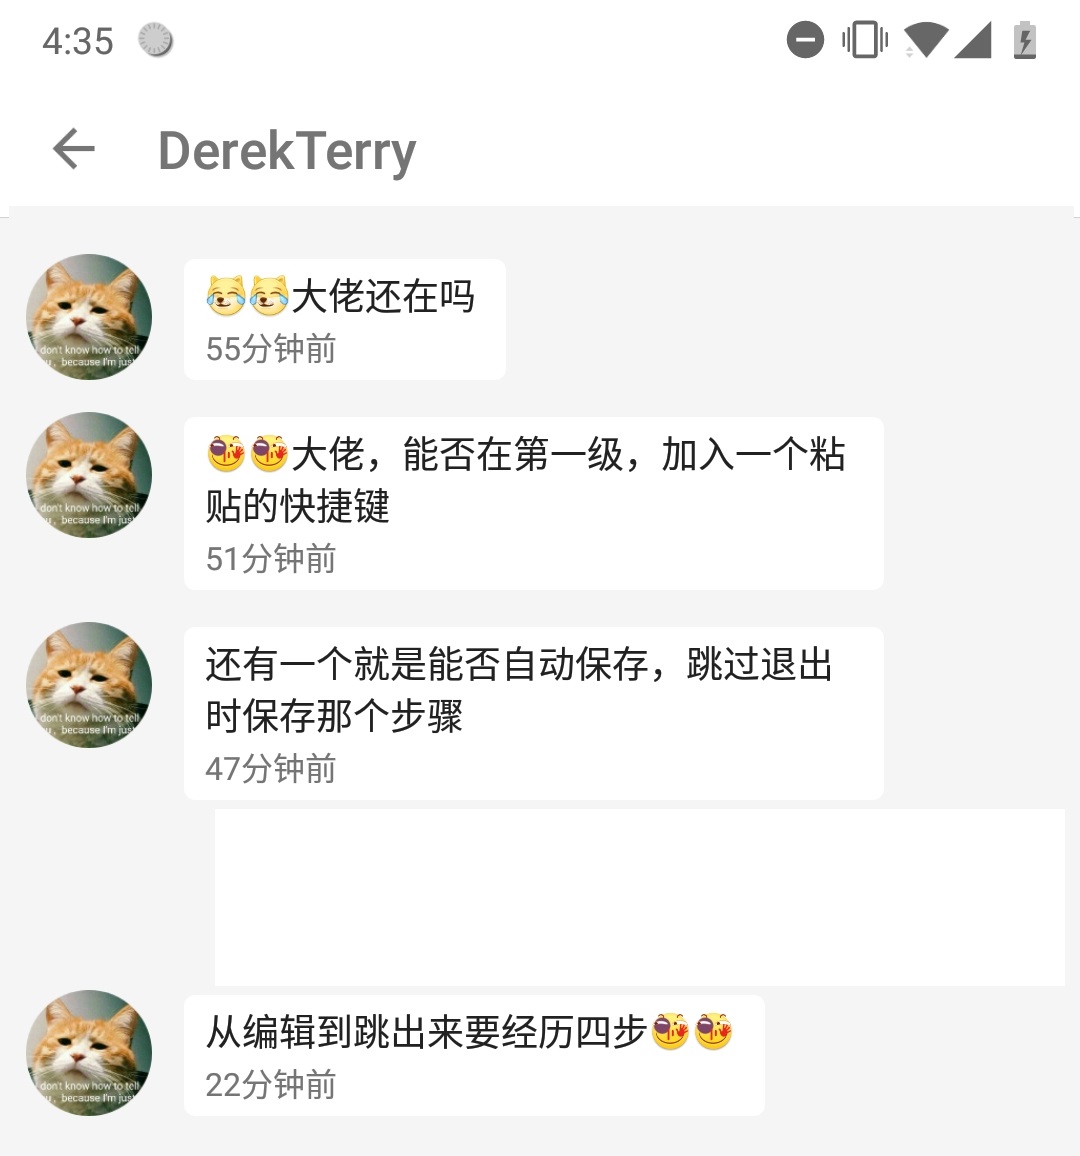 4:35
DerekTerry
😹😹大佬还在吗
55分钟前
大佬，能否在第一级，加入一个粘
贴的快捷键
51分钟前
还有一个就是能否自动保存，跳过退出
时保存那个步骤
47分钟前
从编辑到跳出来要经历四步
22分钟前
don't know how to tell
u, because I'm jus
don't know how to tell
u, because I'm jus
don't know how to tell
u, because I'm jus
don't know how to tell
u, because I'm jus